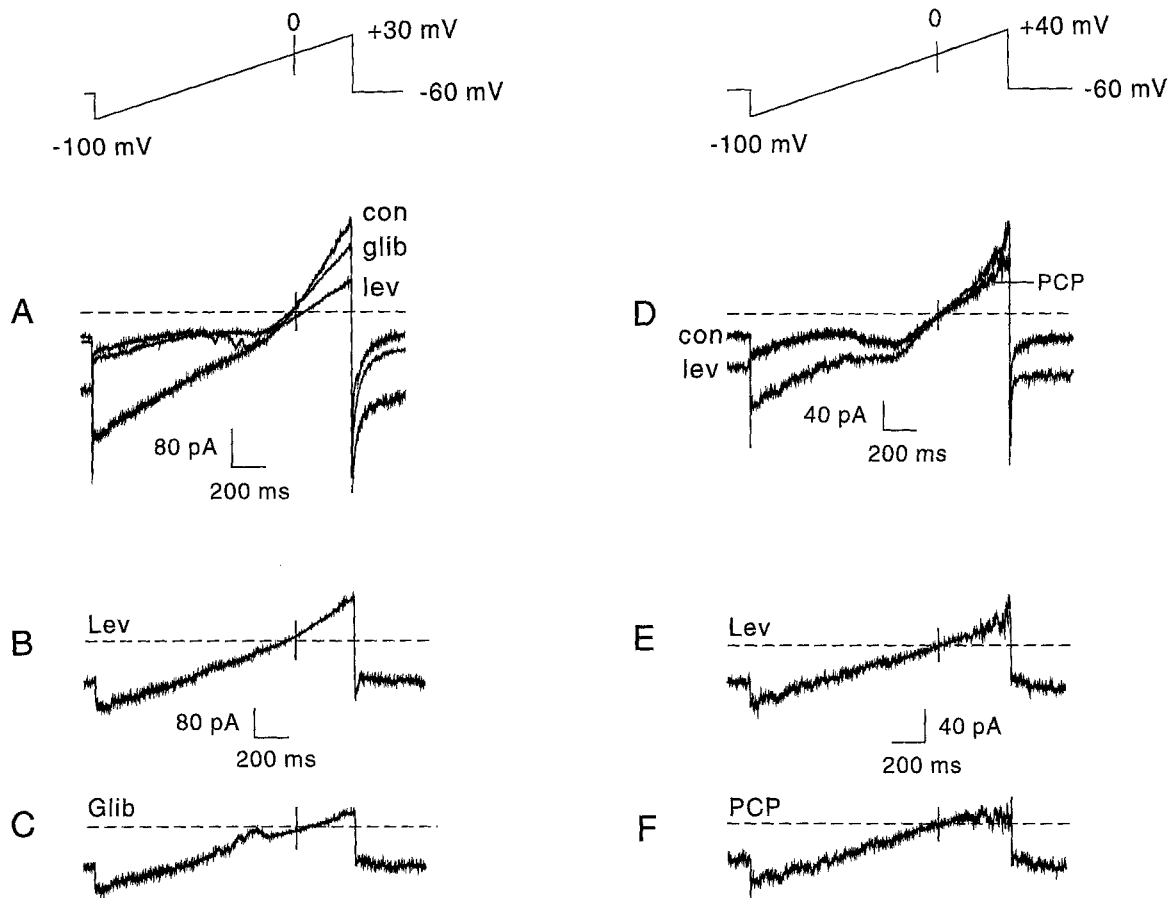 0
+30 mV
-60 mV
-100 mV
0
+40 mV
-60 mV
-100 mV
A
con
glib
lev
80 pA
200 ms
D
con
lev
PCP
40 pA
200 ms
B
Lev
80 pA
200 ms
E
Lev
40 pA
200 ms
C
Glib
F
PCP